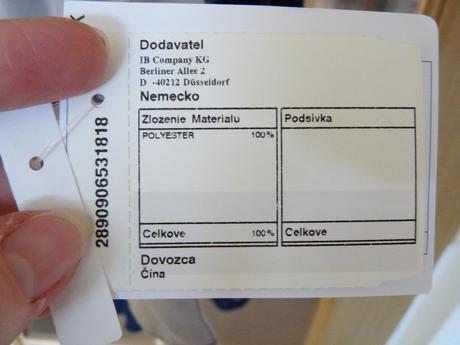 Dodavatel
IB Company KG
Berliner Allee 2
D -40212 Düsseldorf
Nemecko
Zlozenie Materialu
POLYESTER 100%
Celkove 100%
Podsivka
Celkove
Dovozca
Čína
2890906531818